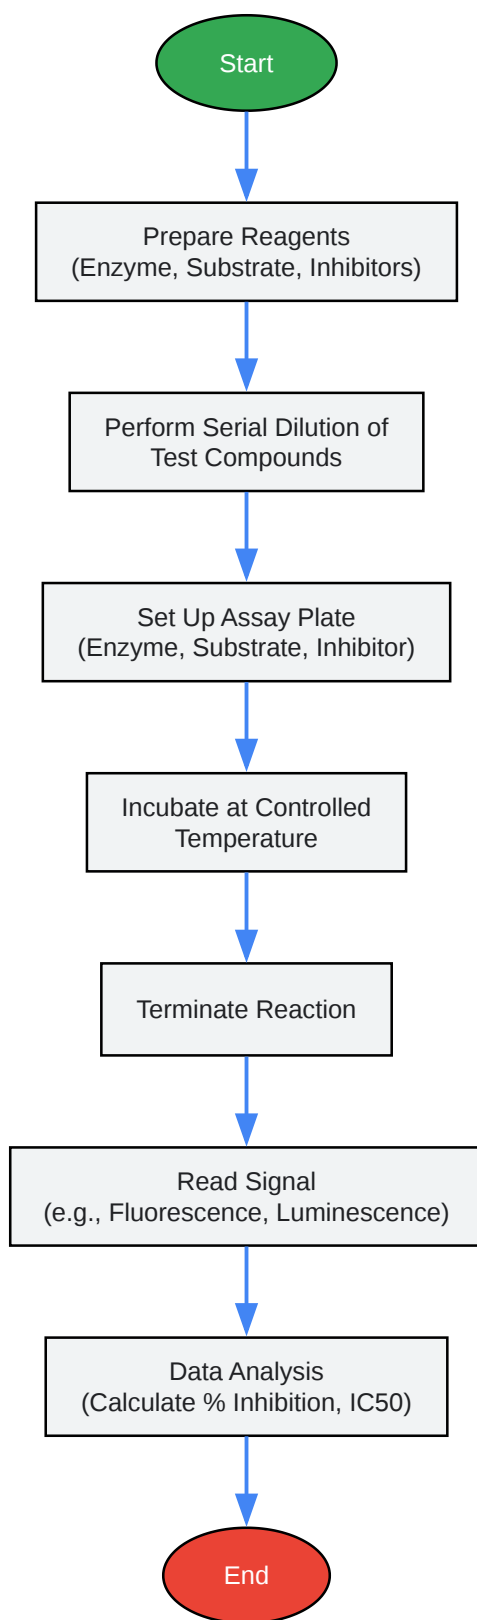 Start
Prepare Reagents
(Enzyme, Substrate, Inhibitors)
Perform Serial Dilution of
Test Compounds
Set Up Assay Plate
(Enzyme, Substrate, Inhibitor)
Incubate at Controlled
Temperature
Terminate Reaction
Read Signal
(e.g., Fluorescence, Luminescence)
Data Analysis
(Calculate % Inhibition, IC50)
End